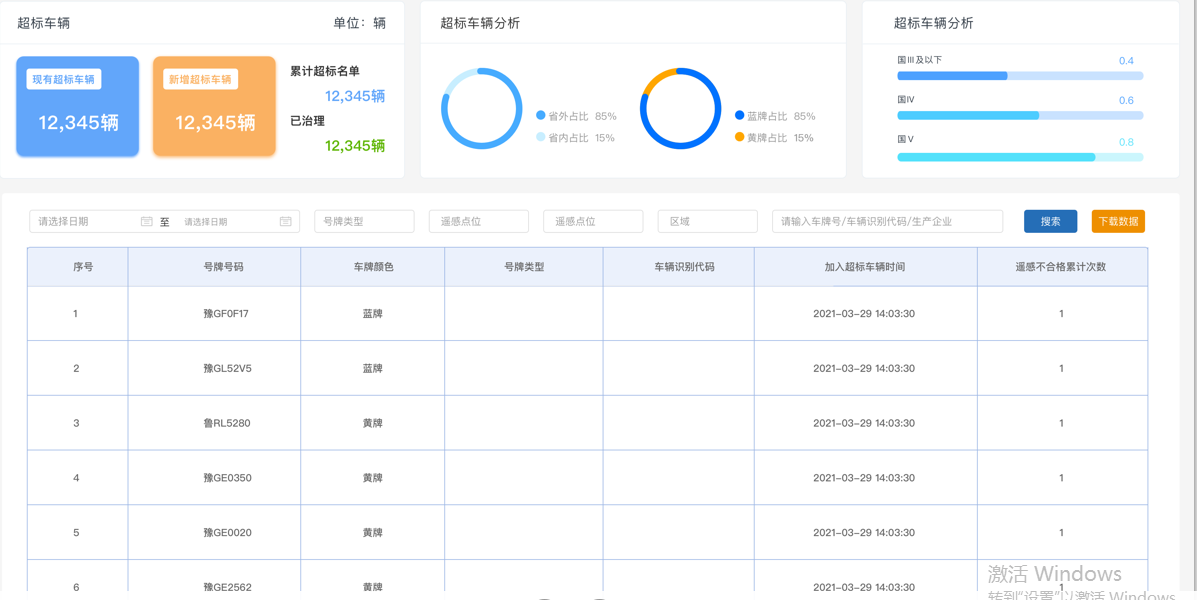 超标车辆 单位：辆
现有超标车辆
12,345辆
新增超标车辆
12,345辆
累计超标名单
12,345辆
已治理
12,345辆
超标车辆分析
省外占比 85%
省内占比 15%
蓝牌占比 85%
黄牌占比 15%
超标车辆分析
国Ⅲ及以下 0.4
国Ⅳ 0.6
国Ⅴ 0.8
请选择日期 至 请选择日期 号牌类型 遥感点位 遥感点位 区域 请输入车牌号/车辆识别代码/生产企业 搜索 下载数据
序号 号牌号码 车牌颜色 号牌类型 车辆识别代码 加入超标车辆时间 遥感不合格累计次数
1 豫GF0F17 蓝牌 2021-03-29 14:03:30 1
2 豫GL52V5 蓝牌 2021-03-29 14:03:30 1
3 鲁RL5280 黄牌 2021-03-29 14:03:30 1
4 豫GE0350 黄牌 2021-03-29 14:03:30 1
5 豫GE0020 黄牌 2021-03-29 14:03:30 1
6 豫GE2562 黄牌 2021-03-29 14:03:30 1
激活 Windows
转到"设置"以激活 Windows